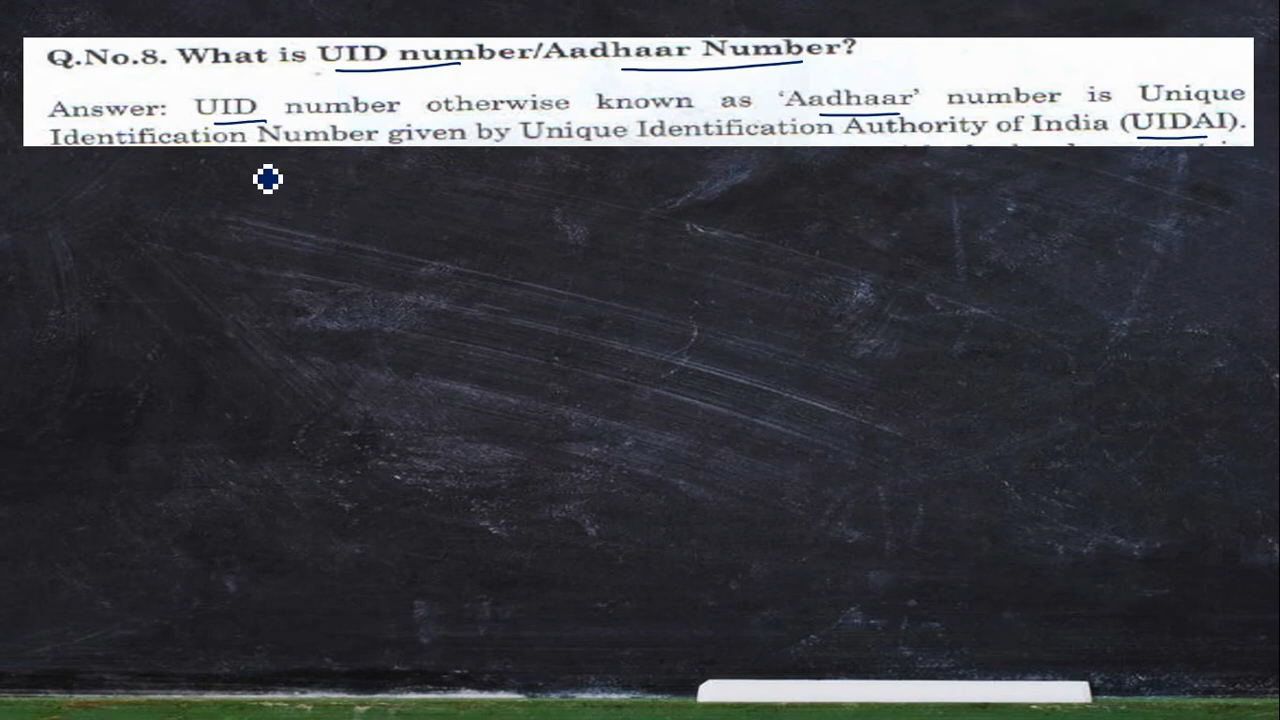 Q.No.8. What is UID number/Aadhaar Number?
Answer: UID number otherwise known as ‘Aadhaar’ number is Unique
Identification Number given by Unique Identification Authority of India (UIDAI).